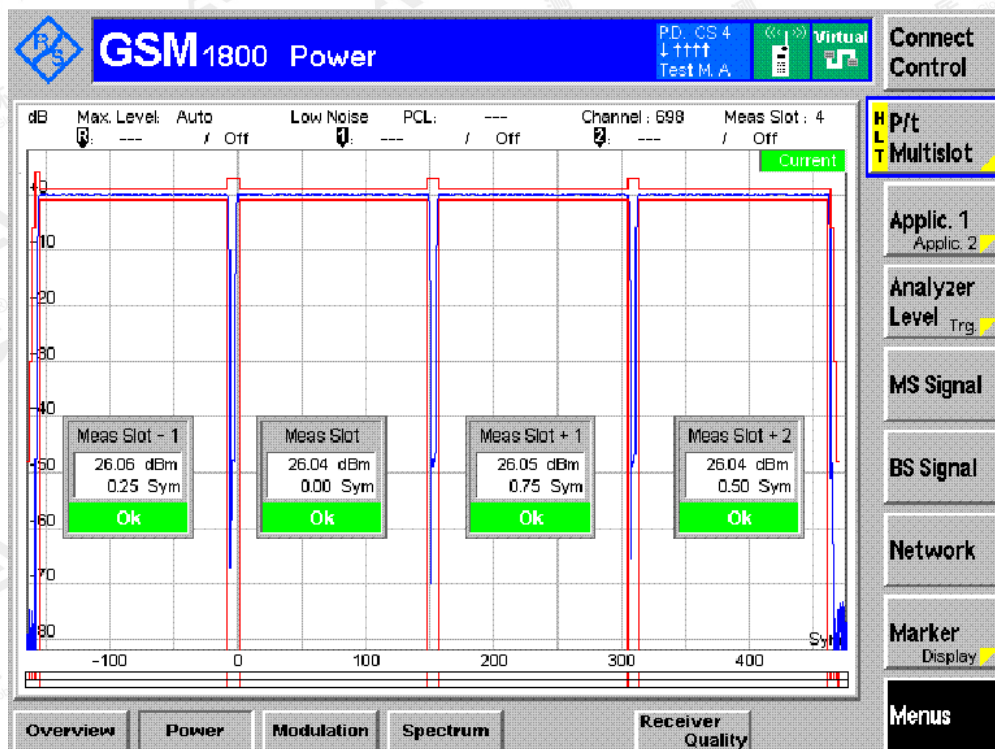 R/S
GSM 1800 Power
P.D. CS 4
↓ ↑↑↑↑
Test M. A
Virtual
Connect
Control
dB Max. Level: Auto Low Noise PCL: --- Channel : 698 Meas Slot : 4
R: --- / Off 1: --- / Off 2: --- / Off
HLT
P/t
Multislot
Current
+0
-10
-20
-30
-40
-50
-60
-70
-80
Meas Slot - 1
26.06 dBm
0.25 Sym
Ok
Meas Slot
26.04 dBm
0.00 Sym
Ok
Meas Slot + 1
26.05 dBm
0.75 Sym
Ok
Meas Slot + 2
26.04 dBm
0.50 Sym
Ok
-100 0 100 200 300 400
Applic. 1
Applic. 2
Analyzer
Level Trg.
MS Signal
BS Signal
Network
Marker
Display
Menus
Overview Power Modulation Spectrum Receiver
Quality